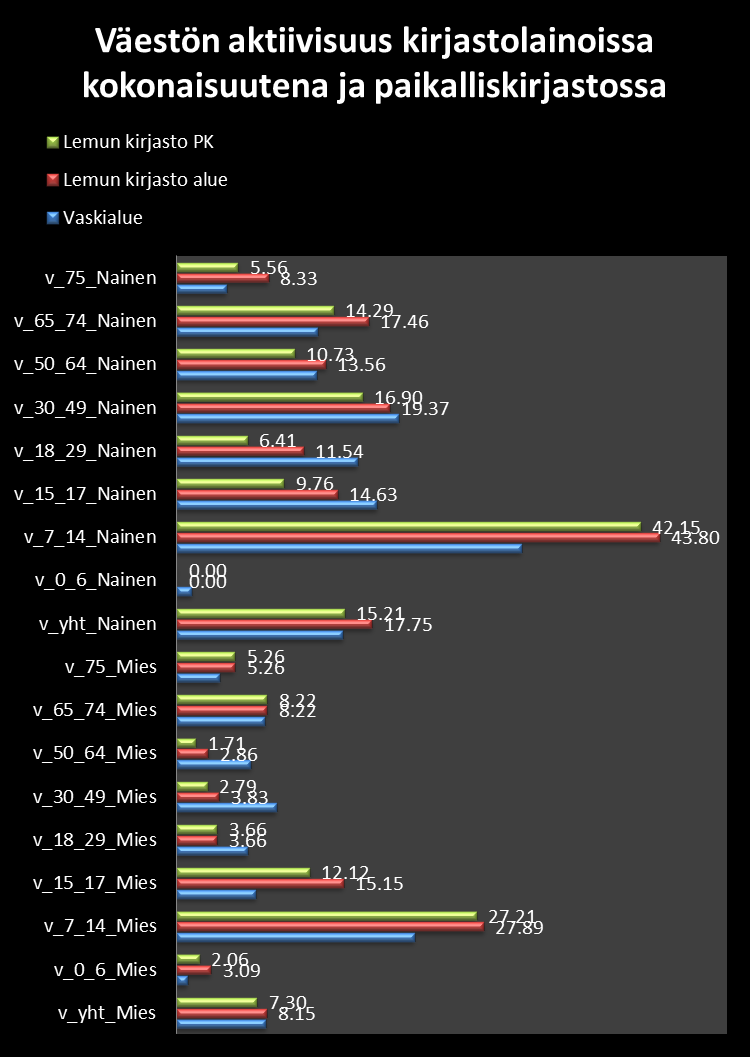 Väestön aktiivisuus kirjastolainoissa
kokonaisuutena ja paikalliskirjastossa
Lemun kirjasto PK
Lemun kirjasto alue
Vaskialue
v_75_Nainen
5.56
8.33
v_65_74_Nainen
14.29
17.46
v_50_64_Nainen
10.73
13.56
v_30_49_Nainen
16.90
19.37
v_18_29_Nainen
6.41
11.54
v_15_17_Nainen
9.76
14.63
v_7_14_Nainen
42.15
43.80
v_0_6_Nainen
0.00
0.00
v_yht_Nainen
15.21
17.75
v_75_Mies
5.26
5.26
v_65_74_Mies
8.22
8.22
v_50_64_Mies
1.71
2.86
v_30_49_Mies
2.79
3.83
v_18_29_Mies
3.66
3.66
v_15_17_Mies
12.12
15.15
v_7_14_Mies
27.21
27.89
v_0_6_Mies
2.06
3.09
v_yht_Mies
7.30
8.15